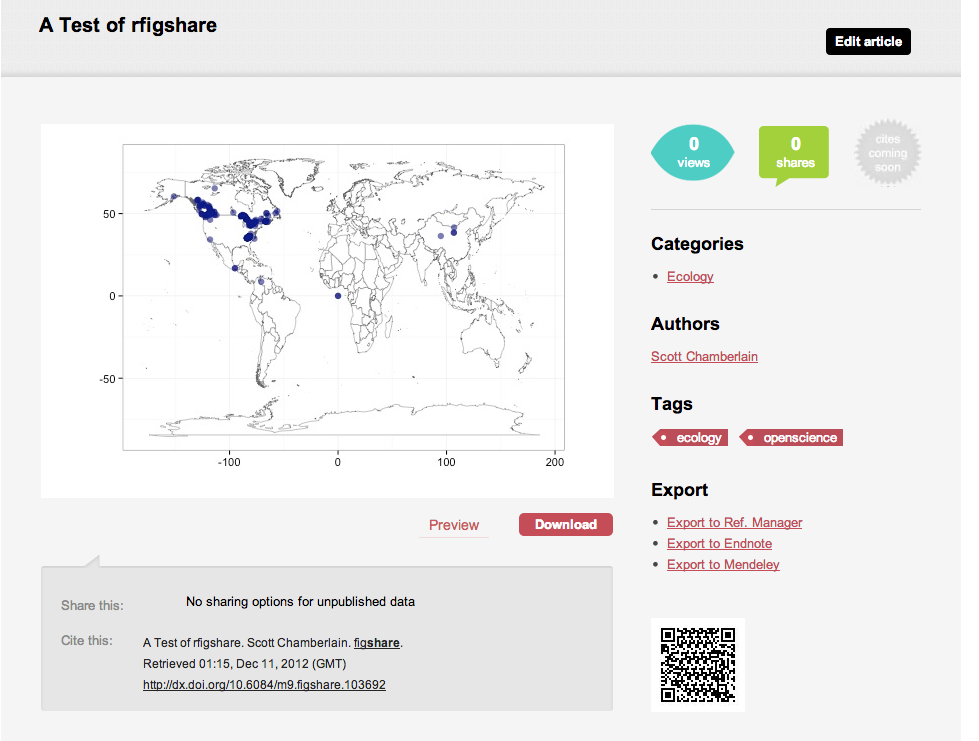 A Test of rfigshare
Edit article
50
0
-50
-100
0
100
200
Preview
Download
Share this:
No sharing options for unpublished data
Cite this:
A Test of rfigshare. Scott Chamberlain. figshare.
Retrieved 01:15, Dec 11, 2012 (GMT)
http://dx.doi.org/10.6084/m9.figshare.103692
0
views
0
shares
cites
coming
soon
Categories
Ecology
Authors
Scott Chamberlain
Tags
ecology
openscience
Export
Export to Ref. Manager
Export to Endnote
Export to Mendeley